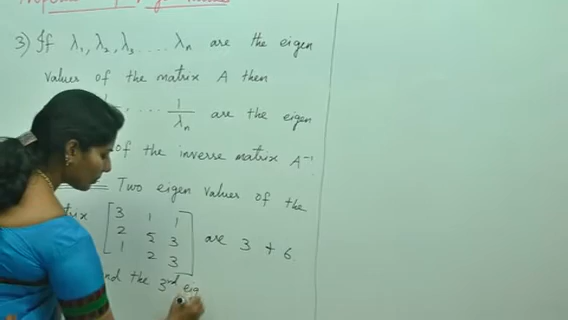 3) If λ₁, λ₂, λ₃ .... λn are the eigen
values of the matrix A then
... 1/λn are the eigen
of the inverse matrix A⁻¹
Two eigen values of the
[3 1 1
2 5 3 are 3 + 6
1 2 3]
the 3rd eig